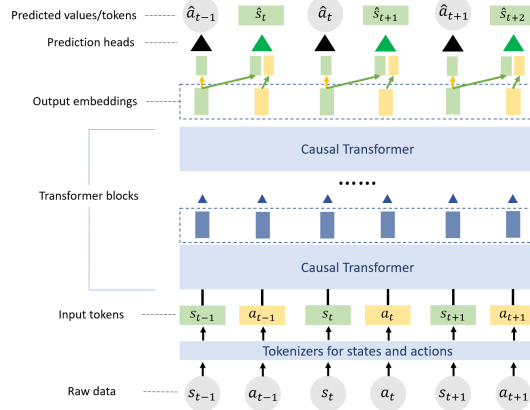 Predicted values/tokens
â_{t-1} ŝ_t â_t ŝ_{t+1} â_{t+1} ŝ_{t+2}
Prediction heads
Output embeddings
Causal Transformer
......
Transformer blocks
Causal Transformer
Input tokens
s_{t-1} a_{t-1} s_t a_t s_{t+1} a_{t+1}
Tokenizers for states and actions
Raw data
s_{t-1} a_{t-1} s_t a_t s_{t+1} a_{t+1}